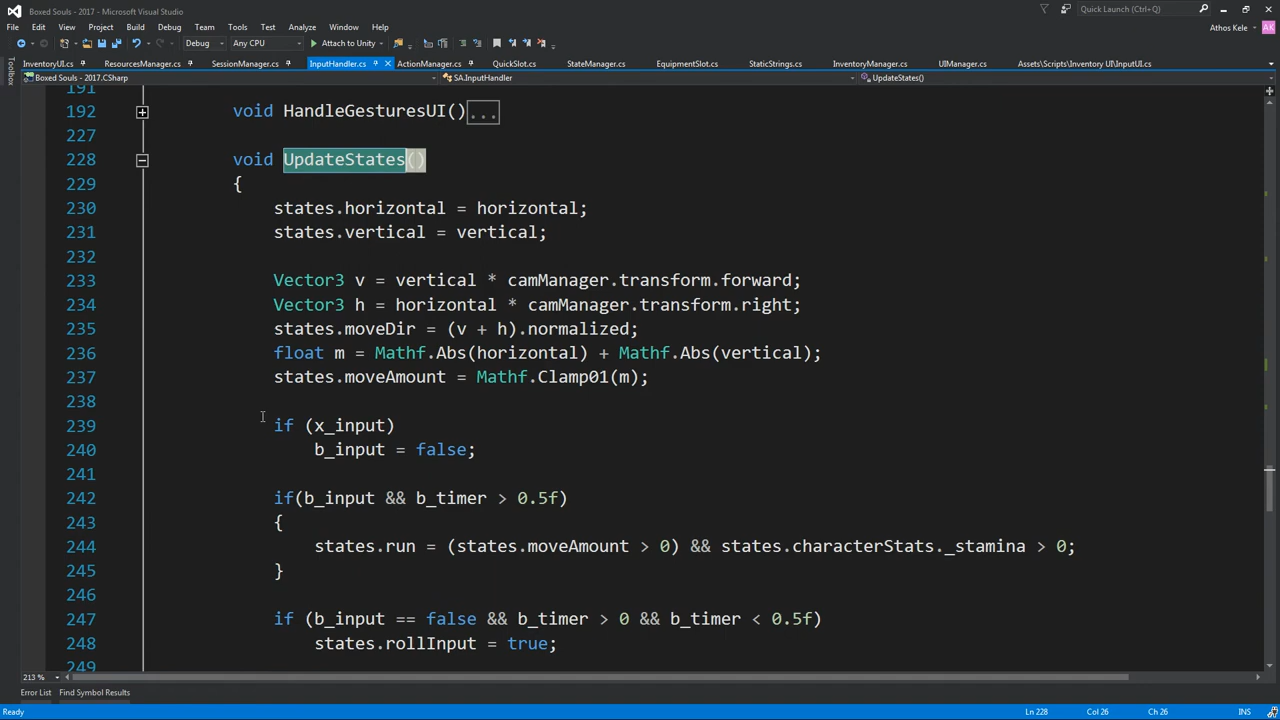 Boxed Souls - 2017 - Microsoft Visual Studio
Quick Launch (Ctrl+Q)
File Edit View Project Build Debug Team Tools Test Analyze Window Help
Athos Kele AK
Debug Any CPU Attach to Unity
Toolbox
InventoryUI.cs ResourcesManager.cs SessionManager.cs InputHandler.cs ActionManager.cs QuickSlot.cs StateManager.cs EquipmentSlot.cs StaticStrings.cs InventoryManager.cs UIManager.cs Assets\Scripts\Inventory UI\InputUI.cs
Boxed Souls - 2017.CSharp SA.InputHandler UpdateStates()
191
192 void HandleGesturesUI()...
227
228 void UpdateStates()
229 {
230 states.horizontal = horizontal;
231 states.vertical = vertical;
232
233 Vector3 v = vertical * camManager.transform.forward;
234 Vector3 h = horizontal * camManager.transform.right;
235 states.moveDir = (v + h).normalized;
236 float m = Mathf.Abs(horizontal) + Mathf.Abs(vertical);
237 states.moveAmount = Mathf.Clamp01(m);
238
239 if (x_input)
240 b_input = false;
241
242 if(b_input && b_timer > 0.5f)
243 {
244 states.run = (states.moveAmount > 0) && states.characterStats._stamina > 0;
245 }
246
247 if (b_input == false && b_timer > 0 && b_timer < 0.5f)
248 states.rollInput = true;
249
213 %
Error List Find Symbol Results
Ready Ln 228 Col 26 Ch 26 INS